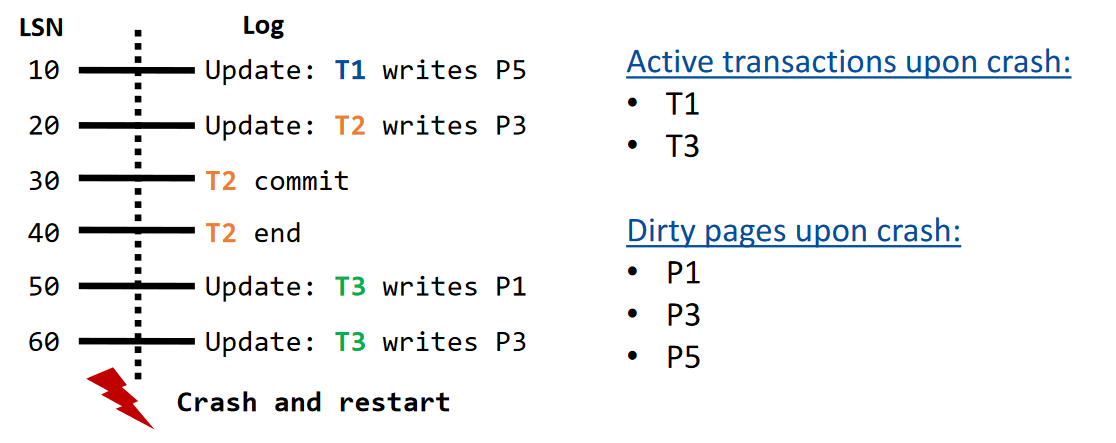 LSN Log
10 Update: T1 writes P5
20 Update: T2 writes P3
30 T2 commit
40 T2 end
50 Update: T3 writes P1
60 Update: T3 writes P3
Crash and restart
Active transactions upon crash:
• T1
• T3
Dirty pages upon crash:
• P1
• P3
• P5